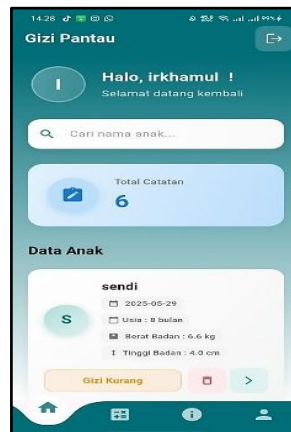 14.28
99%
Gizi Pantau
I
Halo, irkhamul !
Selamat datang kembali
Cari nama anak...
Total Catatan
6
Data Anak
sendi
S
2025-05-29
Usia : 8 bulan
Berat Badan : 6.6 kg
Tinggi Badan : 4.0 cm
Gizi Kurang